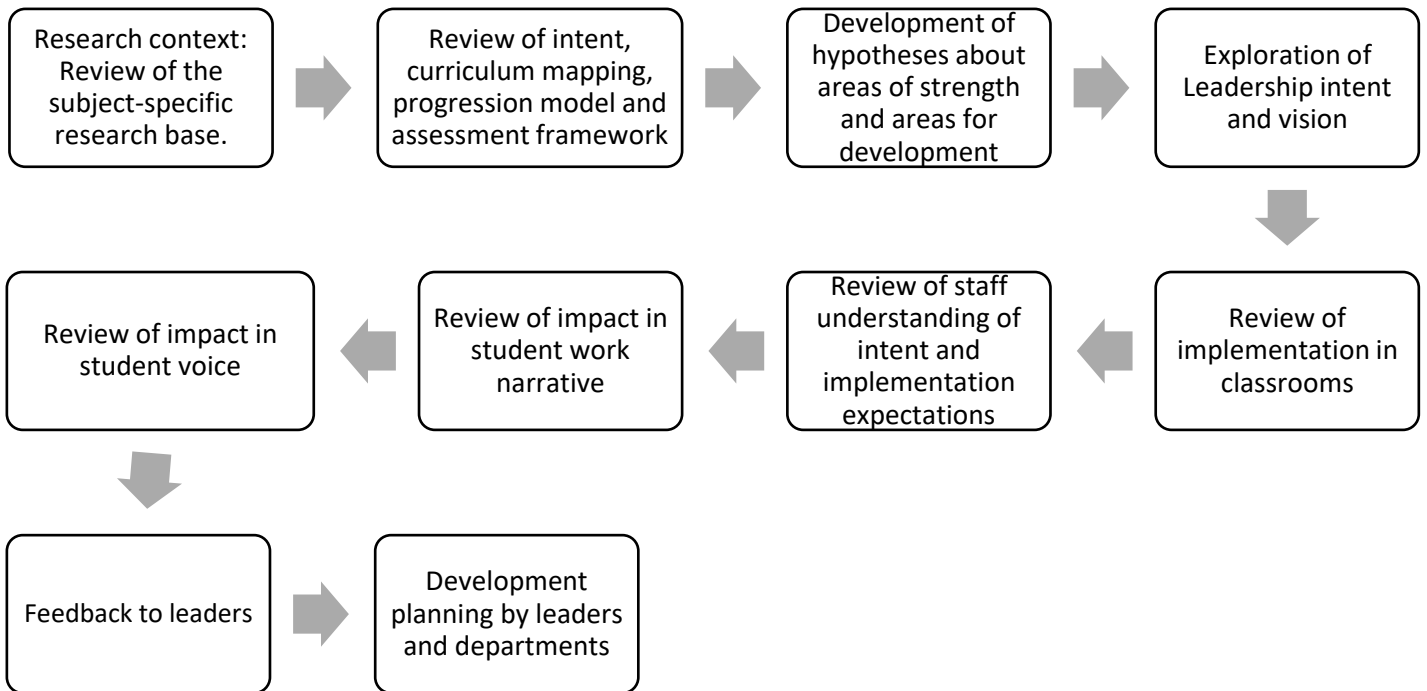 Research context:
Review of the
subject-specific
research base.
Review of intent,
curriculum mapping,
progression model and
assessment framework
Development of
hypotheses about
areas of strength
and areas for
development
Exploration of
Leadership intent
and vision
Review of
implementation in
classrooms
Review of staff
understanding of
intent and
implementation
expectations
Review of impact in
student work
narrative
Review of impact in
student voice
Feedback to leaders
Development
planning by leaders
and departments